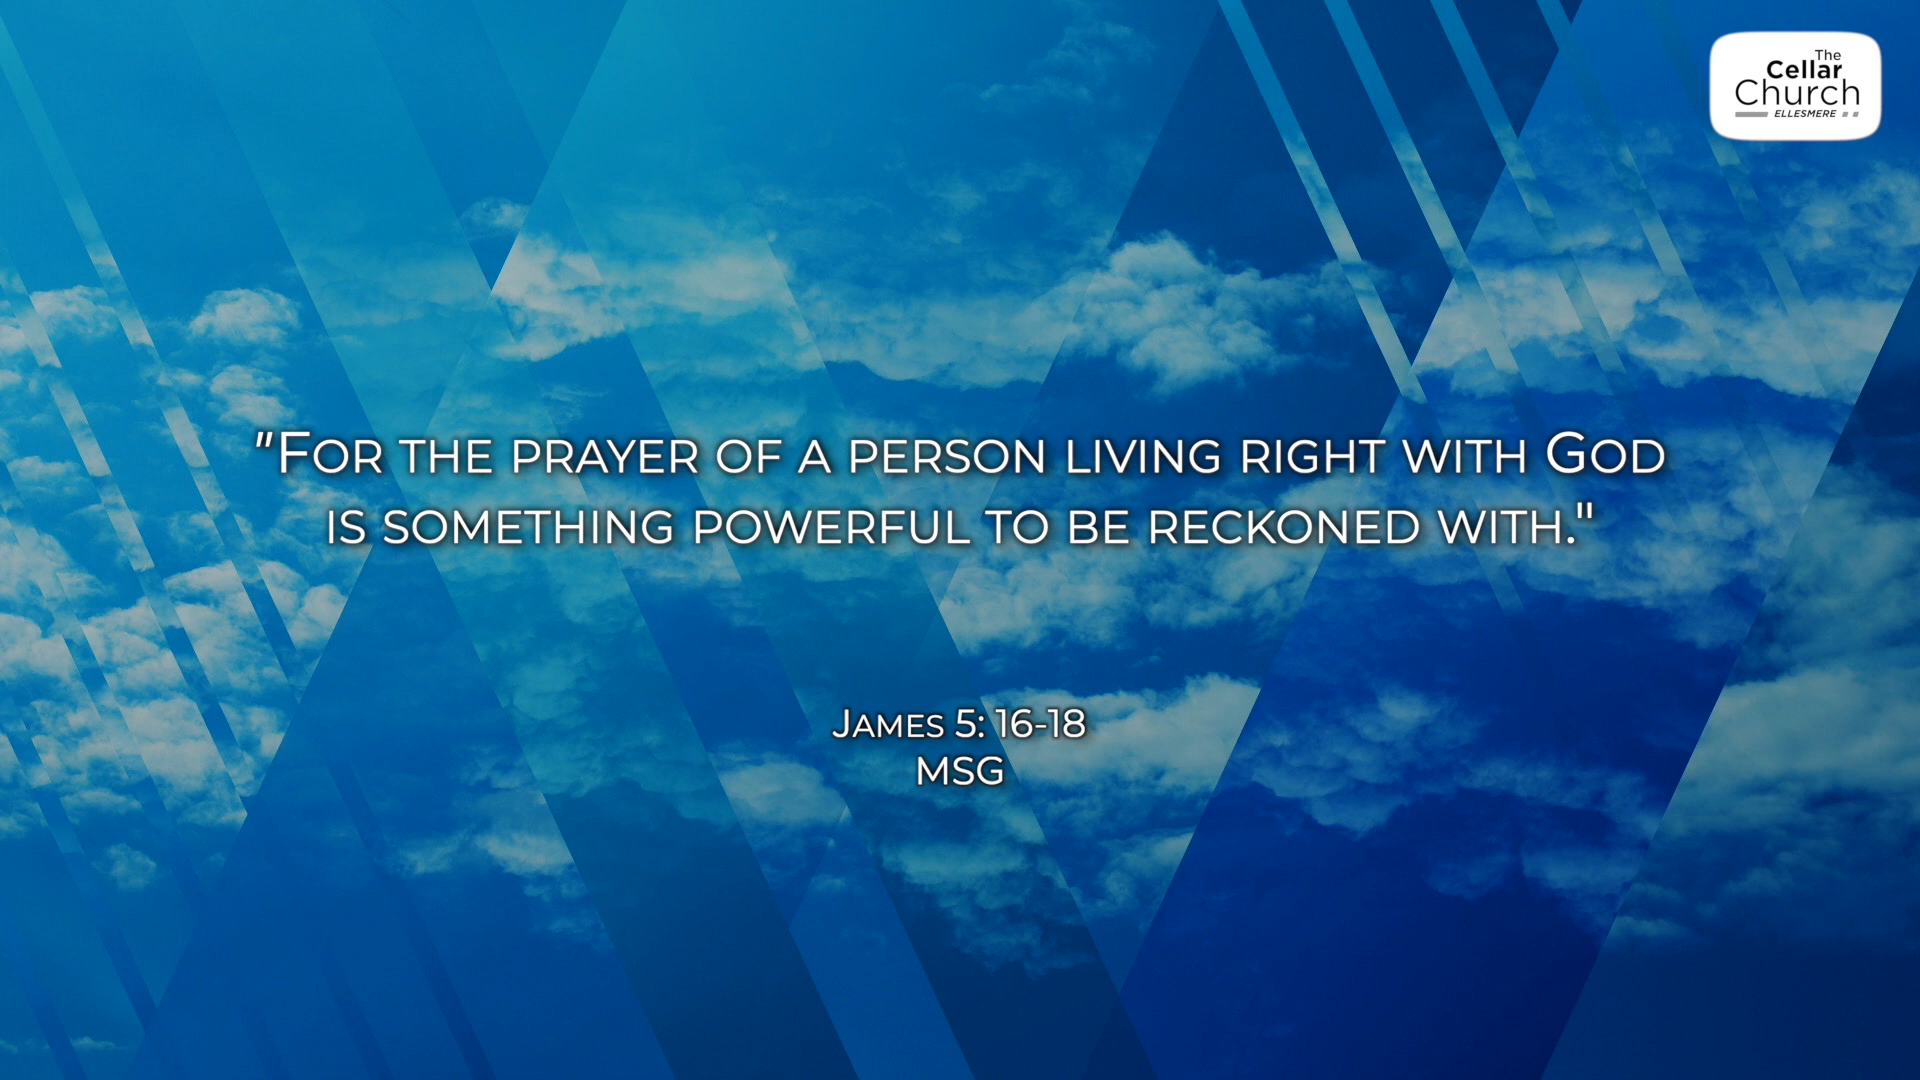 The
Cellar
Church
ELLESMERE
"For the prayer of a person living right with God
is something powerful to be reckoned with."
James 5: 16-18
MSG